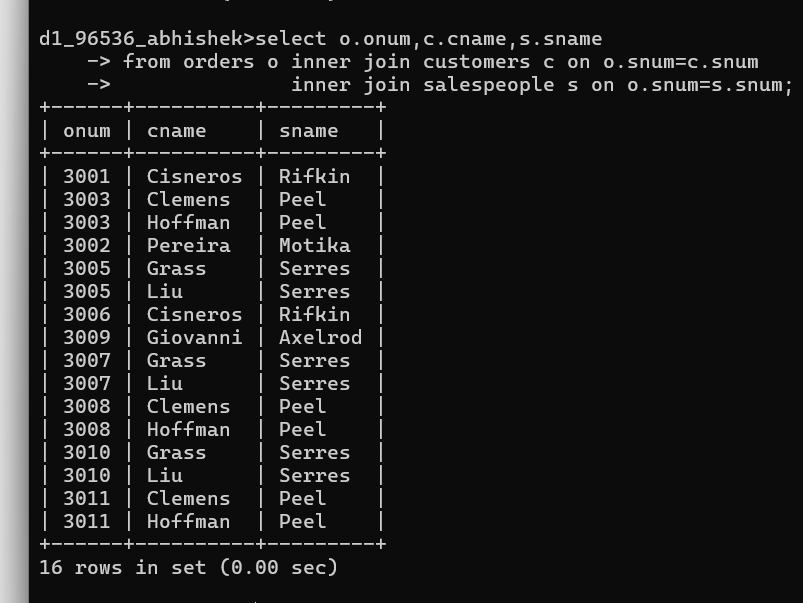 d1_96536_abhishek>select o.onum,c.cname,s.sname
    -> from orders o inner join customers c on o.snum=c.snum
    ->               inner join salespeople s on o.snum=s.snum;
+------+----------+---------+
| onum | cname    | sname   |
+------+----------+---------+
| 3001 | Cisneros | Rifkin  |
| 3003 | Clemens  | Peel    |
| 3003 | Hoffman  | Peel    |
| 3002 | Pereira  | Motika  |
| 3005 | Grass    | Serres  |
| 3005 | Liu      | Serres  |
| 3006 | Cisneros | Rifkin  |
| 3009 | Giovanni | Axelrod |
| 3007 | Grass    | Serres  |
| 3007 | Liu      | Serres  |
| 3008 | Clemens  | Peel    |
| 3008 | Hoffman  | Peel    |
| 3010 | Grass    | Serres  |
| 3010 | Liu      | Serres  |
| 3011 | Clemens  | Peel    |
| 3011 | Hoffman  | Peel    |
+------+----------+---------+
16 rows in set (0.00 sec)